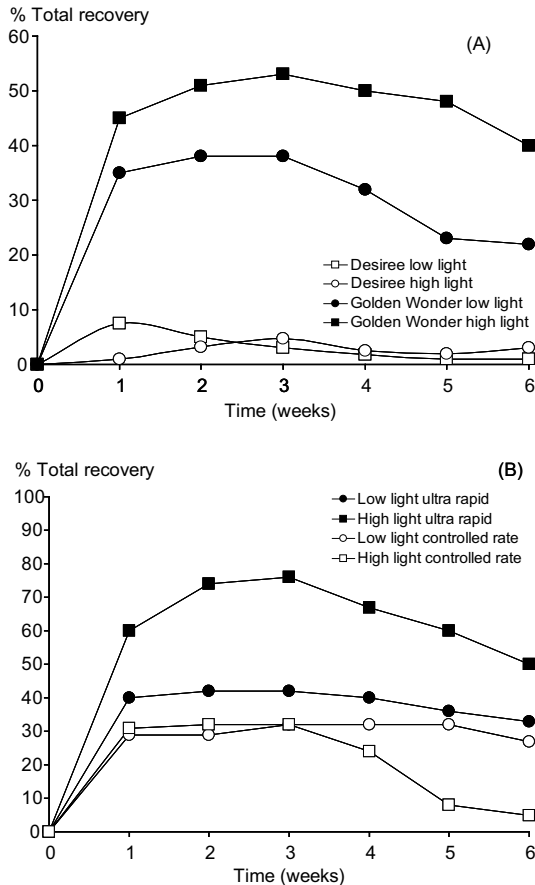 % Total recovery
(A)
60
50
40
30
20
10
0
Desiree low light
Desiree high light
Golden Wonder low light
Golden Wonder high light
0 1 2 3 4 5 6
Time (weeks)
% Total recovery
(B)
100
90
80
70
60
50
40
30
20
10
0
Low light ultra rapid
High light ultra rapid
Low light controlled rate
High light controlled rate
0 1 2 3 4 5 6
Time (weeks)